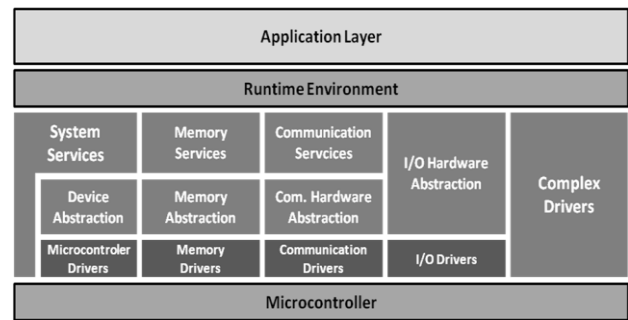 Application Layer
Runtime Environment
System
Services
Memory
Services
Communication
Servcices
I/O Hardware
Abstraction
Complex
Drivers
Device
Abstraction
Memory
Abstraction
Com. Hardware
Abstraction
Microcontroler
Drivers
Memory
Drivers
Communication
Drivers
I/O Drivers
Microcontroller